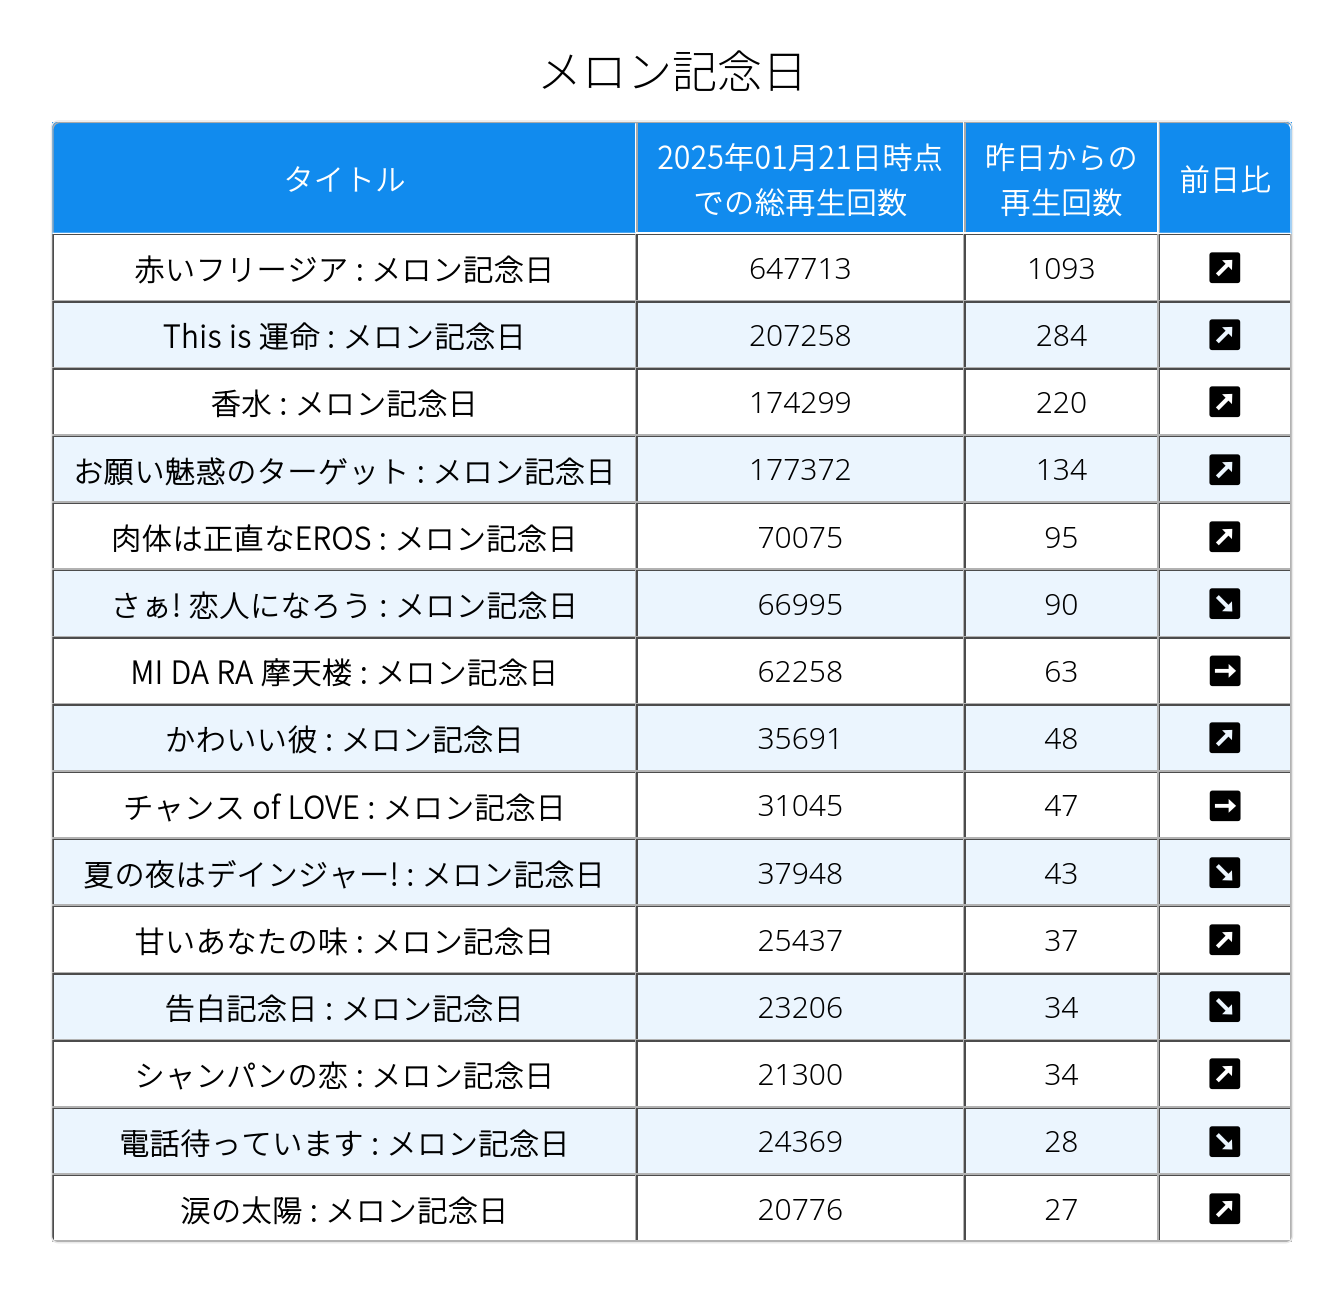 メロン記念日
タイトル 2025年01月21日時点での総再生回数 昨日からの再生回数 前日比
赤いフリージア : メロン記念日 647713 1093 ↗
This is 運命 : メロン記念日 207258 284 ↗
香水 : メロン記念日 174299 220 ↗
お願い魅惑のターゲット : メロン記念日 177372 134 ↗
肉体は正直なEROS : メロン記念日 70075 95 ↗
さぁ! 恋人になろう : メロン記念日 66995 90 ↘
MI DA RA 摩天楼 : メロン記念日 62258 63 →
かわいい彼 : メロン記念日 35691 48 ↗
チャンス of LOVE : メロン記念日 31045 47 →
夏の夜はデインジャー! : メロン記念日 37948 43 ↘
甘いあなたの味 : メロン記念日 25437 37 ↗
告白記念日 : メロン記念日 23206 34 ↘
シャンパンの恋 : メロン記念日 21300 34 ↗
電話待っています : メロン記念日 24369 28 ↘
涙の太陽 : メロン記念日 20776 27 ↗